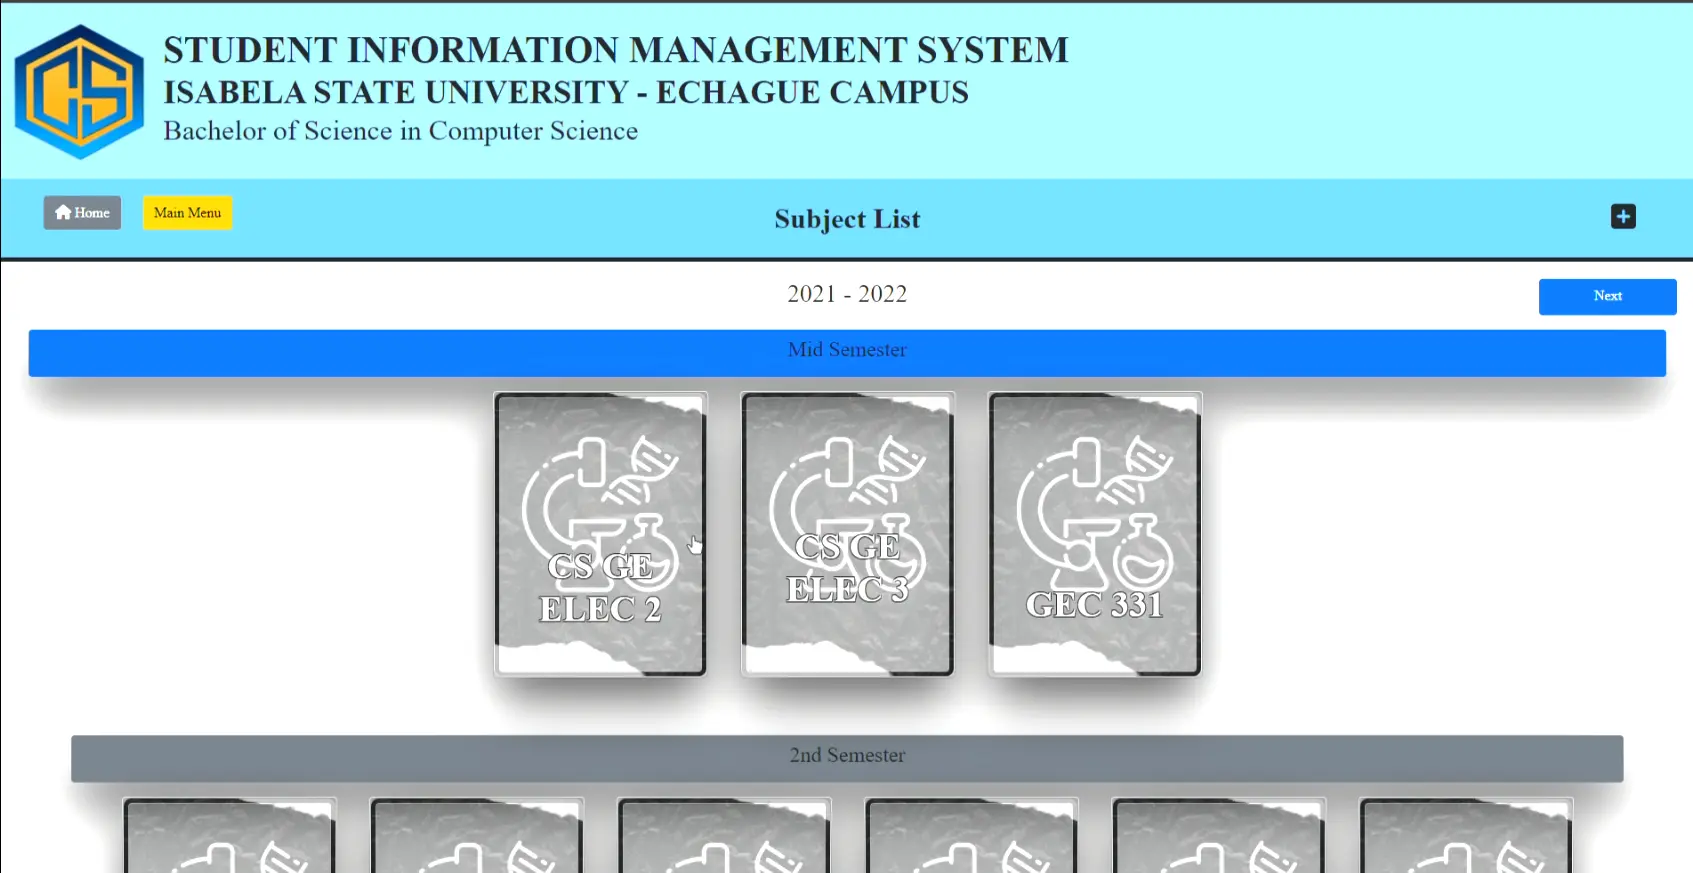 CS
STUDENT INFORMATION MANAGEMENT SYSTEM
ISABELA STATE UNIVERSITY - ECHAGUE CAMPUS
Bachelor of Science in Computer Science
Home
Main Menu
Subject List
2021 - 2022
Next
Mid Semester
CS GE
ELEC 2
CS GE
ELEC 3
GEC 331
2nd Semester